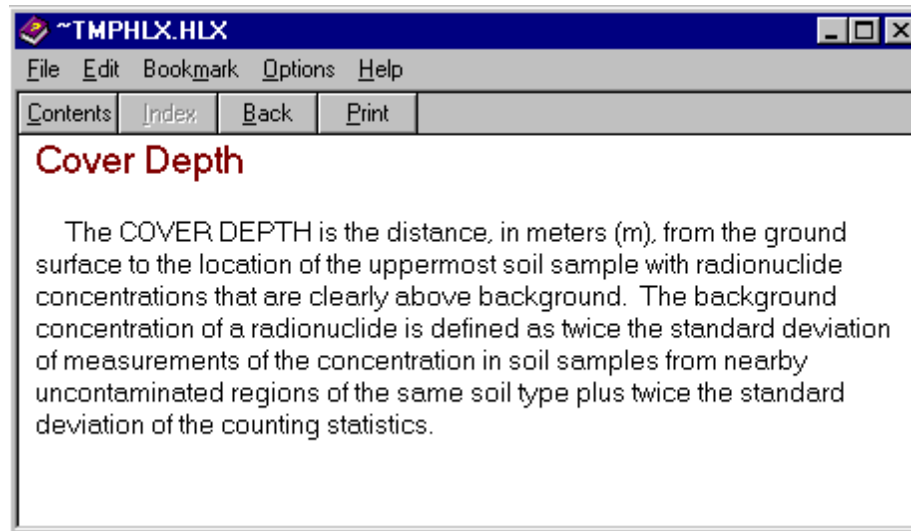 ~TMPHLX.HLX
File Edit Bookmark Options Help
Contents Index Back Print
Cover Depth
The COVER DEPTH is the distance, in meters (m), from the ground
surface to the location of the uppermost soil sample with radionuclide
concentrations that are clearly above background. The background
concentration of a radionuclide is defined as twice the standard deviation
of measurements of the concentration in soil samples from nearby
uncontaminated regions of the same soil type plus twice the standard
deviation of the counting statistics.